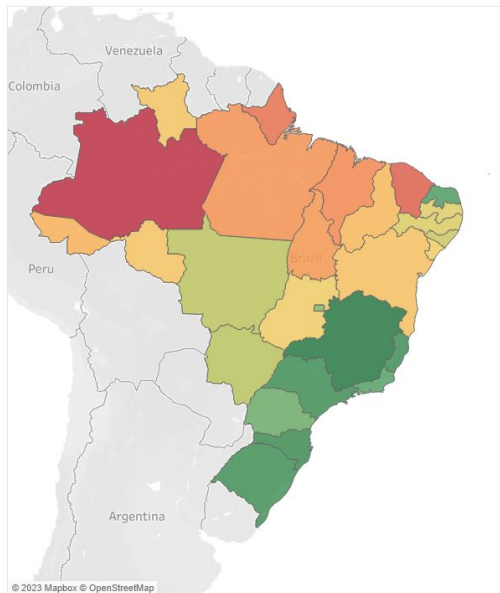 Venezuela
Colombia
Brazil
Peru
Argentina
© 2023 Mapbox © OpenStreetMap